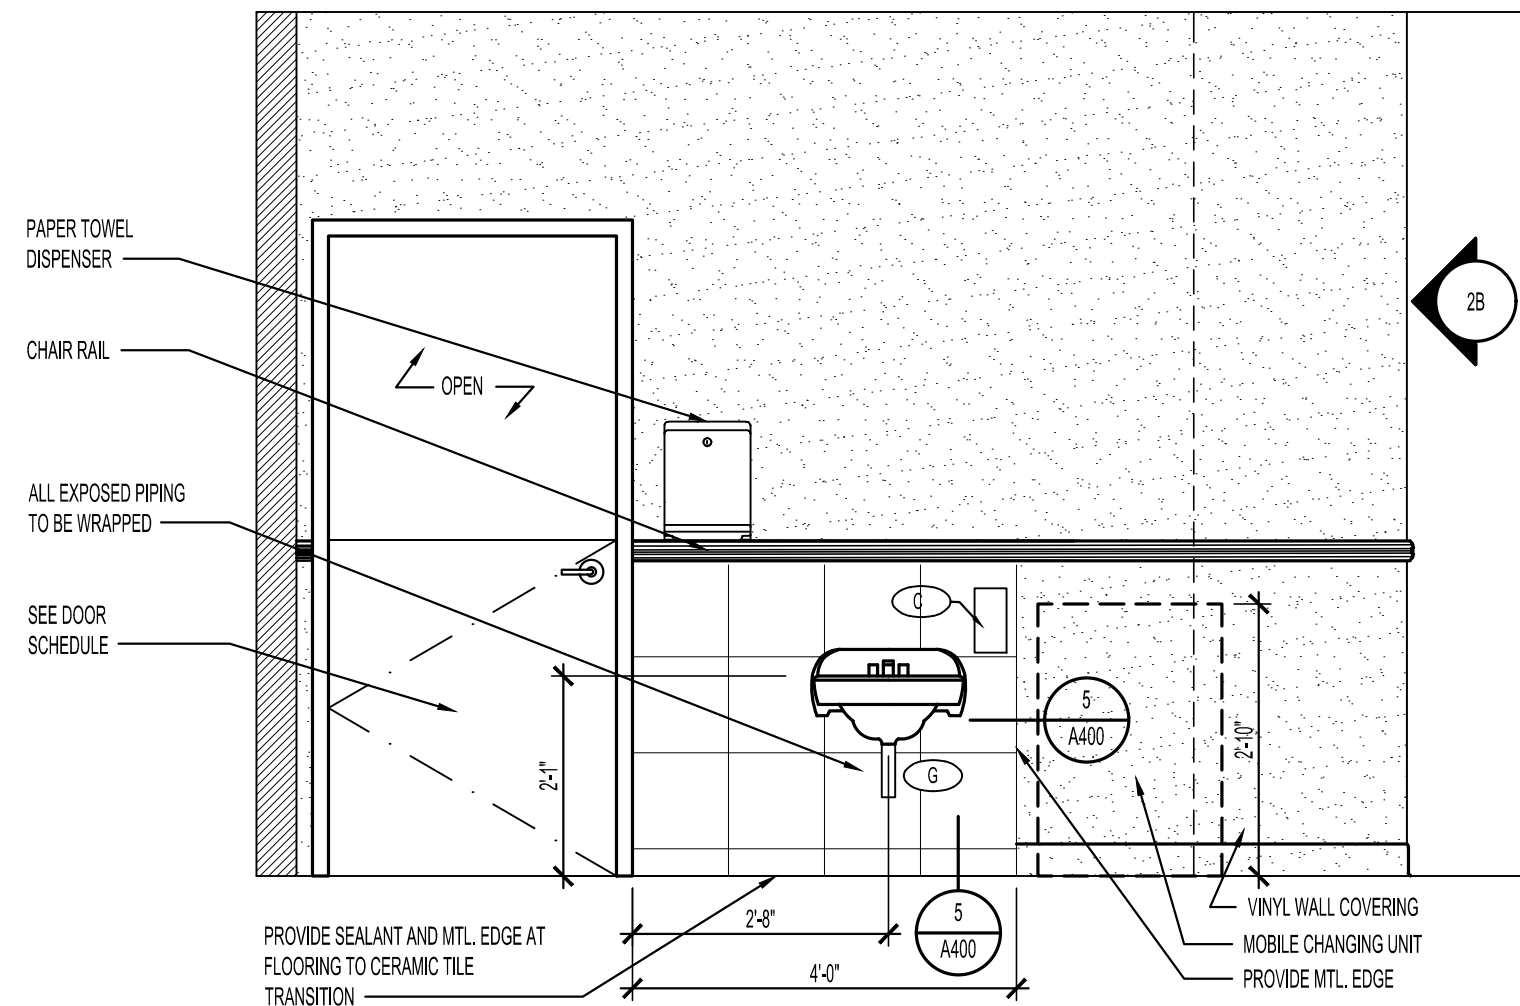 PAPER TOWEL
DISPENSER
CHAIR RAIL
ALL EXPOSED PIPING
TO BE WRAPPED
SEE DOOR
SCHEDULE
OPEN
2B
C
G
5
A400
2'-10"
2'-1"
2'-8"
4'-0"
5
A400
PROVIDE SEALANT AND MTL. EDGE AT
FLOORING TO CERAMIC TILE
TRANSITION
VINYL WALL COVERING
MOBILE CHANGING UNIT
PROVIDE MTL. EDGE